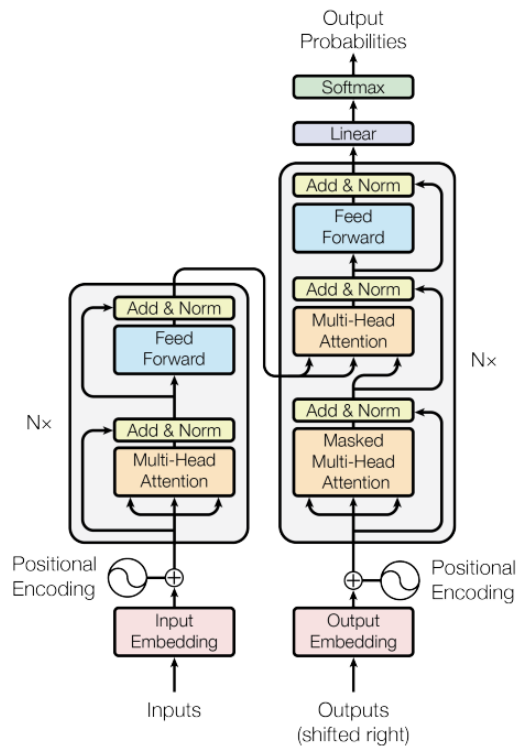 Output
Probabilities
Softmax
Linear
Add & Norm
Feed
Forward
Add & Norm
Multi-Head
Attention
Add & Norm
Masked
Multi-Head
Attention
N×
Positional
Encoding
Output
Embedding
Outputs
(shifted right)
Add & Norm
Feed
Forward
Add & Norm
Multi-Head
Attention
N×
Positional
Encoding
Input
Embedding
Inputs